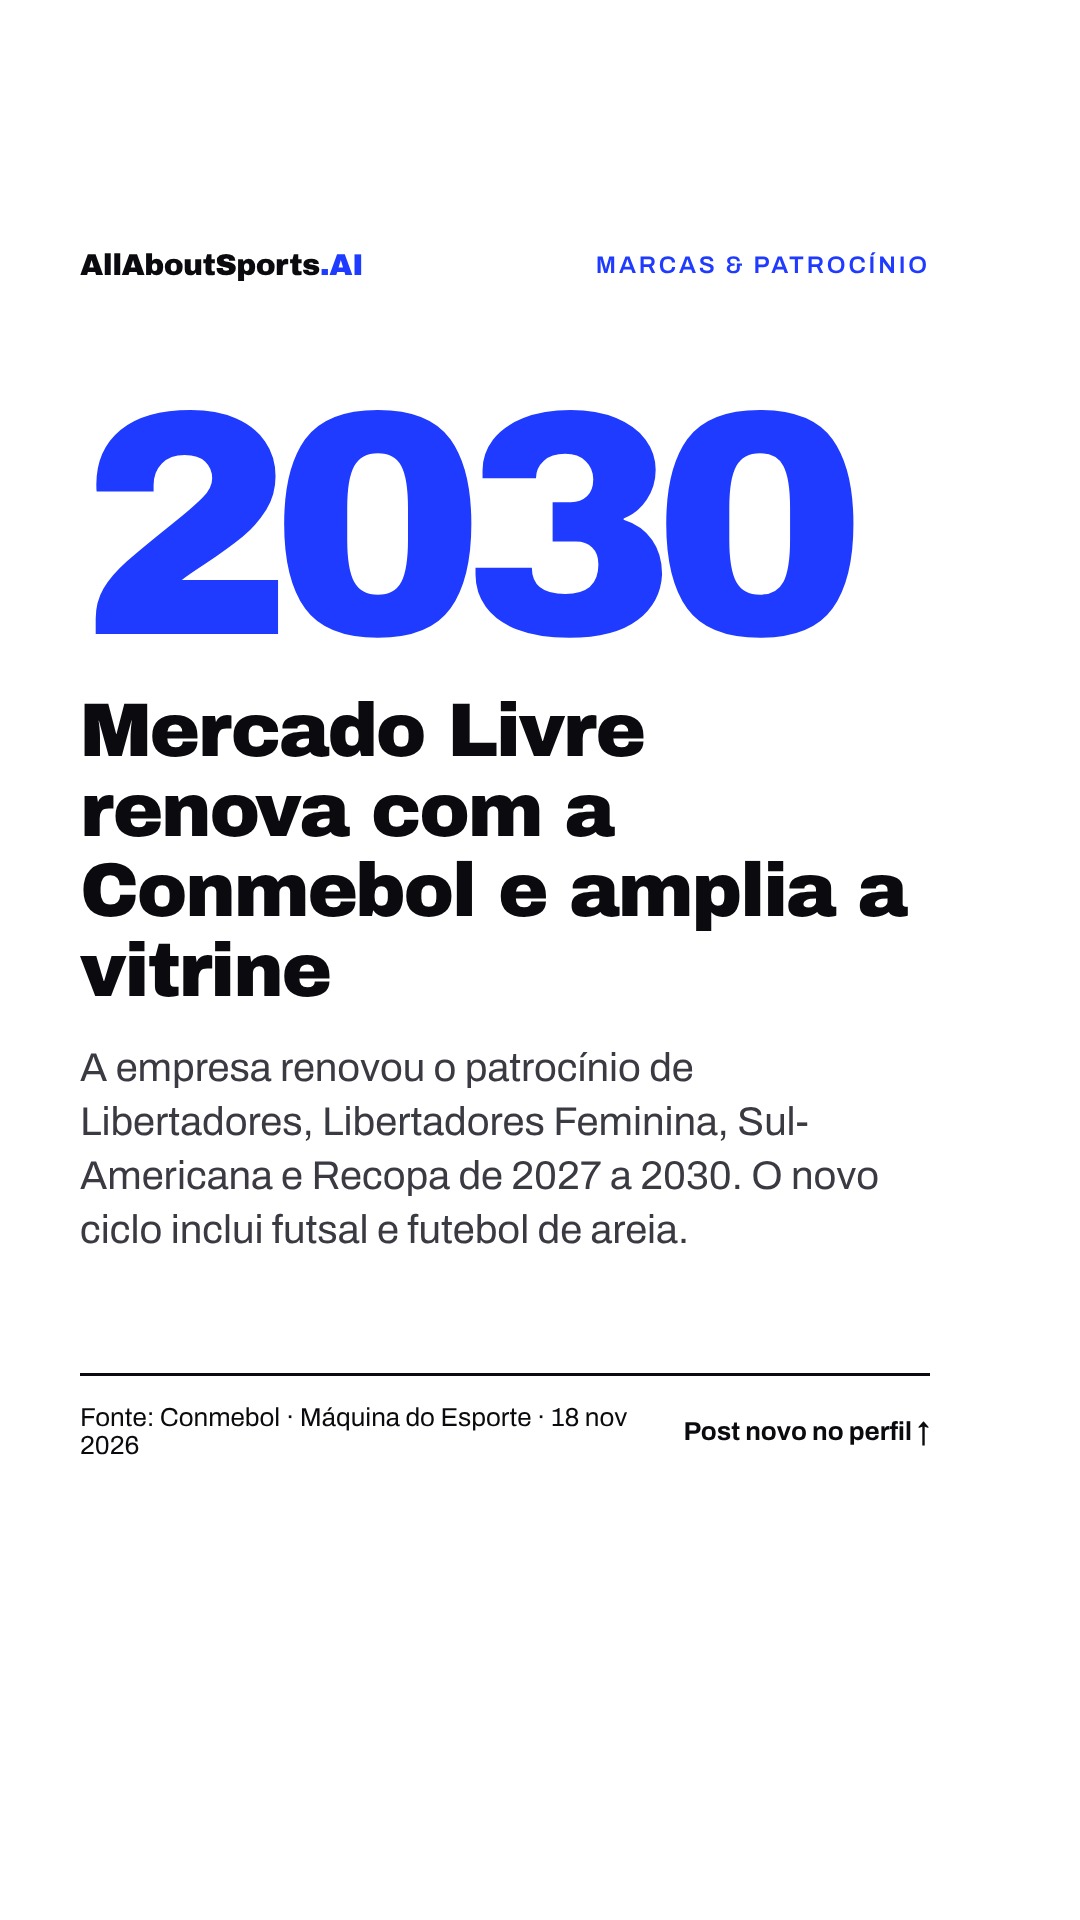 AllAboutSports.AI
MARCAS & PATROCÍNIO
2030
Mercado Livre
renova com a
Conmebol e amplia a
vitrine
A empresa renovou o patrocínio de
Libertadores, Libertadores Feminina, Sul-
Americana e Recopa de 2027 a 2030. O novo
ciclo inclui futsal e futebol de areia.
Fonte: Conmebol · Máquina do Esporte · 18 nov
2026
Post novo no perfil ↑